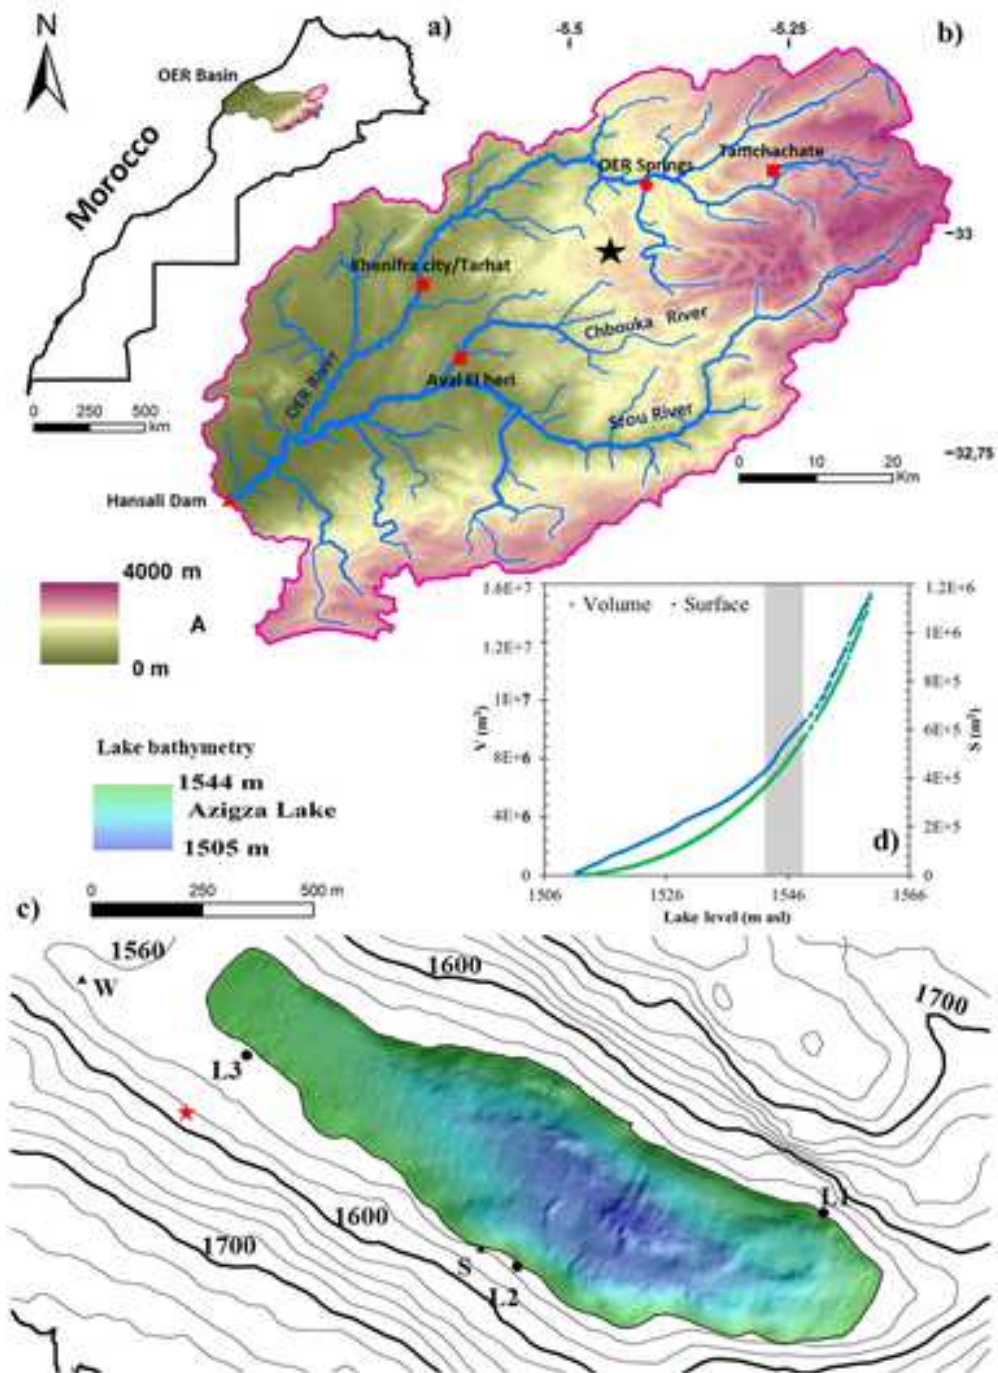 N
a)
OER Basin
Morocco
0 250 500
km
-5.5
-5.25
b)
OER Springs
Tamchachate
-33
Khenifra city/Tarhat
Chbouka River
OER River
Aval El heri
Srou River
-32,75
0 10 20
Km
Hansali Dam
4000 m
A
0 m
Lake bathymetry
1544 m
Azigza Lake
1505 m
0 250 500 m
1.6E+7
1.2E+7
1E+7
8E+6
4E+6
0
V (m³)
Volume
Surface
1.2E+6
1E+6
8E+5
6E+5
4E+5
2E+5
0
S (m²)
d)
1506 1526 1546 1566
Lake level (m asl)
c)
1560
W
1600
1700
L3
L1
1600
1700
S
L2